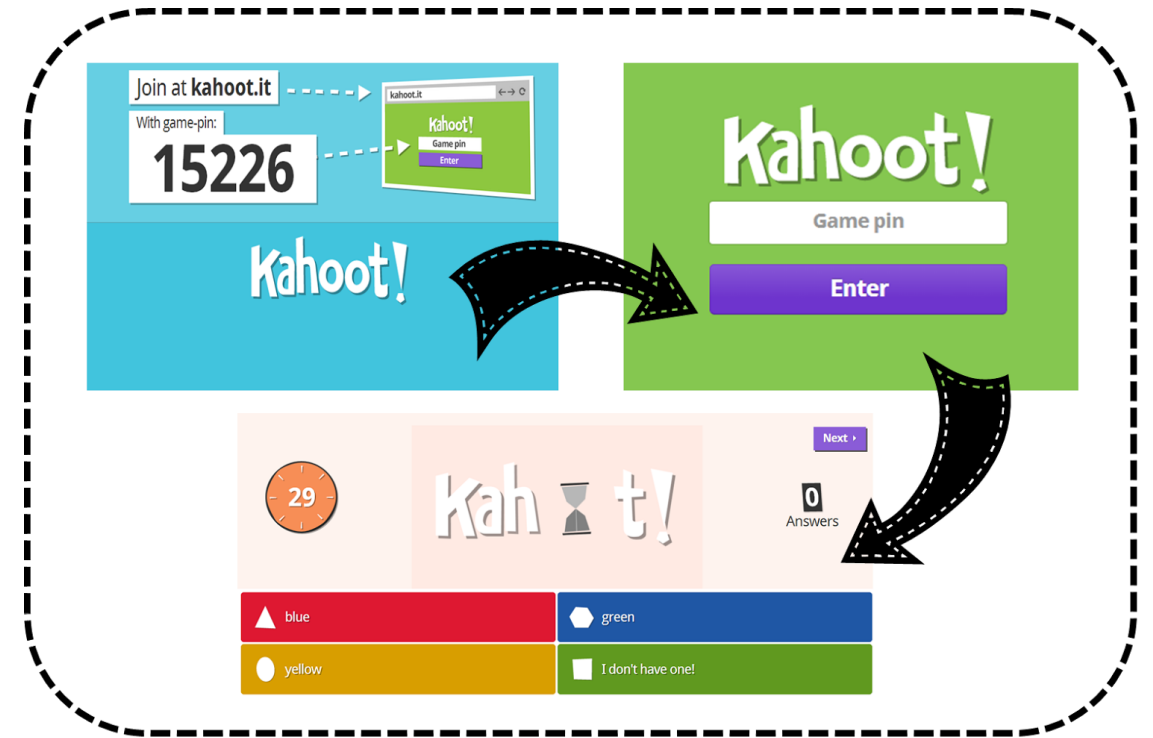 Join at kahoot.it
With game-pin:
15226
kahoot.it
Kahoot!
Game pin
Enter
Kahoot!
Kahoot!
Game pin
Enter
Next
29
Kah t!
0
Answers
blue
green
yellow
I don't have one!